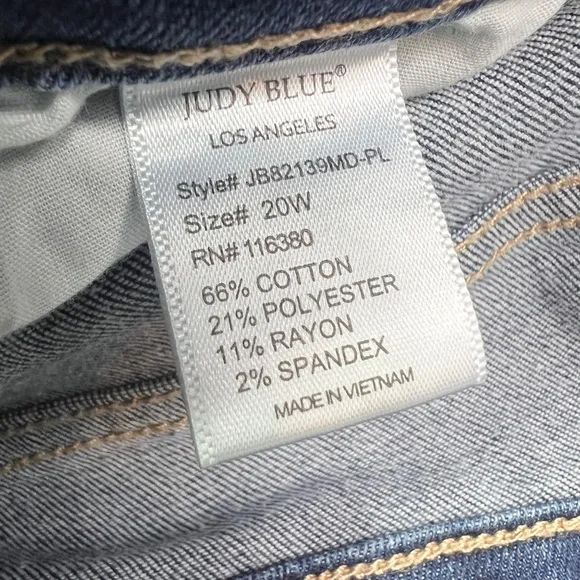 JUDY BLUE®
LOS ANGELES
Style# JB82139MD-PL
Size# 20W
RN# 116380
66% COTTON
21% POLYESTER
11% RAYON
2% SPANDEX
MADE IN VIETNAM